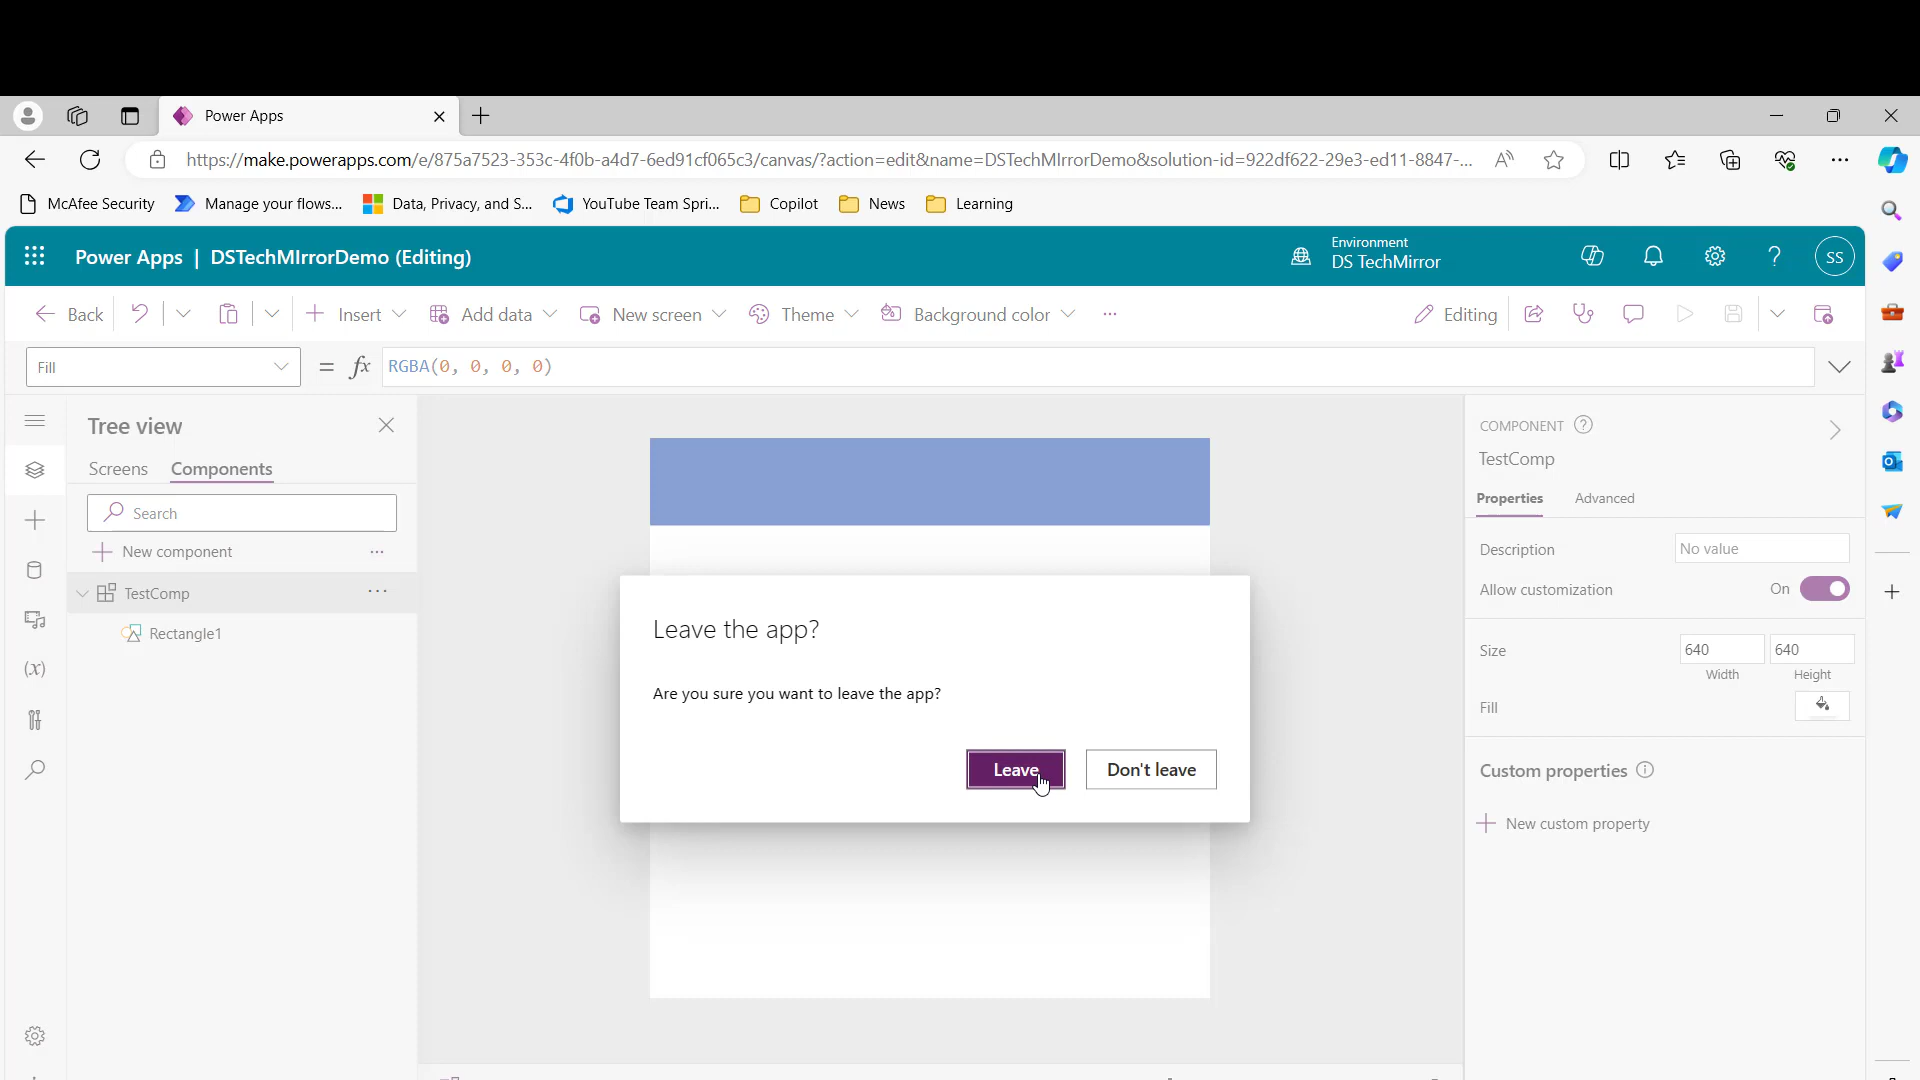 Power Apps
https://make.powerapps.com/e/875a7523-353c-4f0b-a4d7-6ed91cf065c3/canvas/?action=edit&name=DSTechMIrrorDemo&solution-id=922df622-29e3-ed11-8847-...
McAfee Security
Manage your flows...
Data, Privacy, and S...
YouTube Team Spri...
Copilot
News
Learning
Power Apps | DSTechMIrrorDemo (Editing)
Environment
DS TechMirror
SS
Back
Insert
Add data
New screen
Theme
Background color
...
Editing
Fill
= fx RGBA(0, 0, 0, 0)
Tree view
Screens
Components
Search
New component
...
TestComp
...
Rectangle1
(x)
Leave the app?
Are you sure you want to leave the app?
Leave
Don't leave
COMPONENT
TestComp
Properties
Advanced
Description
No value
Allow customization
On
Size
640
640
Width
Height
Fill
Custom properties
New custom property